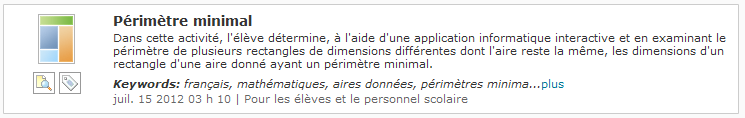 Périmètre minimal
Dans cette activité, l'élève détermine, à l'aide d'une application informatique interactive et en examinant le
périmètre de plusieurs rectangles de dimensions différentes dont l'aire reste la même, les dimensions d'un
rectangle d'une aire donné ayant un périmètre minimal.
Keywords: français, mathématiques, aires données, périmètres minima...plus
juil. 15 2012 03 h 10 | Pour les élèves et le personnel scolaire